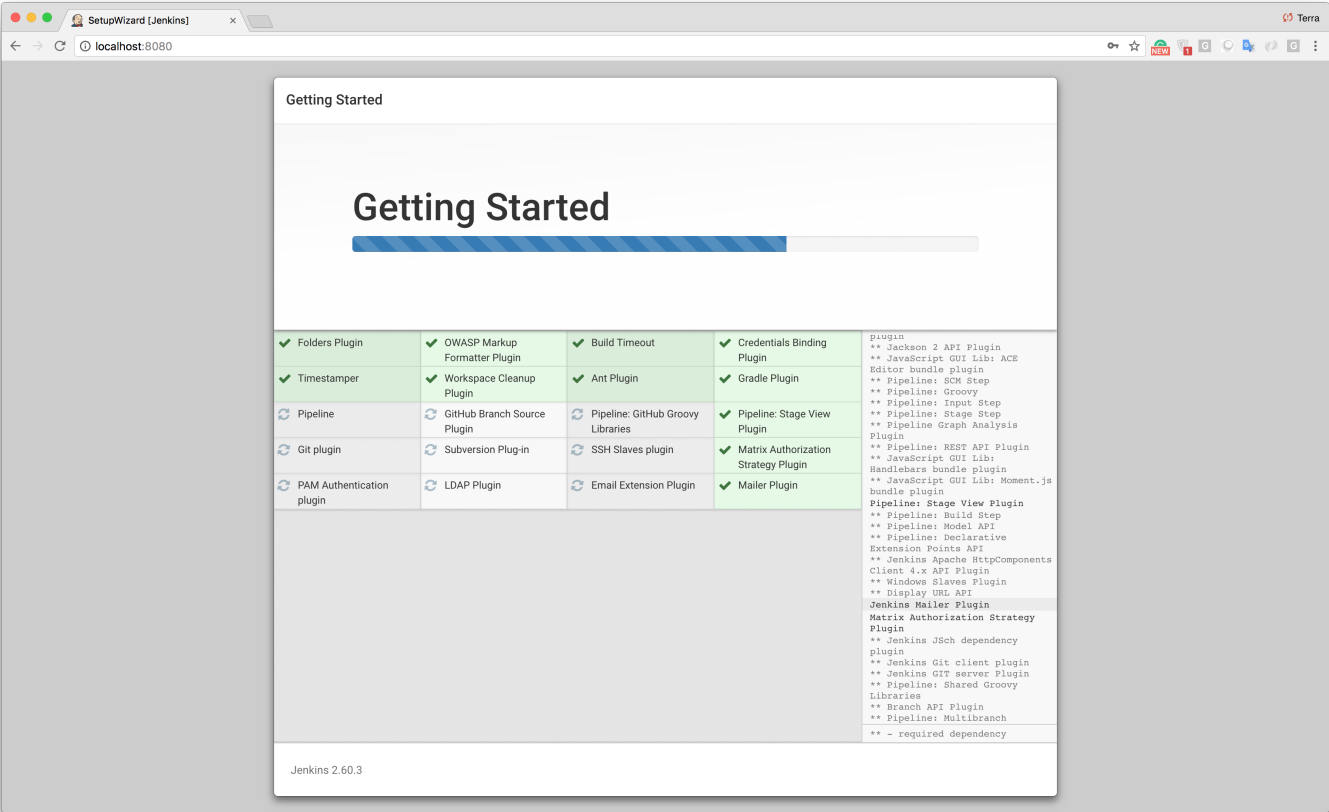 SetupWizard [Jenkins]
Terra
localhost:8080
NEW
1
G
G
Getting Started
Getting Started
Folders Plugin
OWASP Markup
Formatter Plugin
Build Timeout
Credentials Binding
Plugin
Timestamper
Workspace Cleanup
Plugin
Ant Plugin
Gradle Plugin
Pipeline
GitHub Branch Source
Plugin
Pipeline: GitHub Groovy
Libraries
Pipeline: Stage View
Plugin
Git plugin
Subversion Plug-in
SSH Slaves plugin
Matrix Authorization
Strategy Plugin
PAM Authentication
plugin
LDAP Plugin
Email Extension Plugin
Mailer Plugin
plugin
** Jackson 2 API Plugin
** JavaScript GUI Lib: ACE
Editor bundle plugin
** Pipeline: SCM Step
** Pipeline: Groovy
** Pipeline: Input Step
** Pipeline: Stage Step
** Pipeline Graph Analysis
Plugin
** Pipeline: REST API Plugin
** JavaScript GUI Lib:
Handlebars bundle plugin
** JavaScript GUI Lib: Moment.js
bundle plugin
Pipeline: Stage View Plugin
** Pipeline: Build Step
** Pipeline: Model API
** Pipeline: Declarative
Extension Points API
** Jenkins Apache HttpComponents
Client 4.x API Plugin
** Windows Slaves Plugin
** Display URL API
Jenkins Mailer Plugin
Matrix Authorization Strategy
Plugin
** Jenkins JSch dependency
plugin
** Jenkins Git client plugin
** Jenkins GIT server Plugin
** Pipeline: Shared Groovy
Libraries
** Branch API Plugin
** Pipeline: Multibranch
** - required dependency
Jenkins 2.60.3